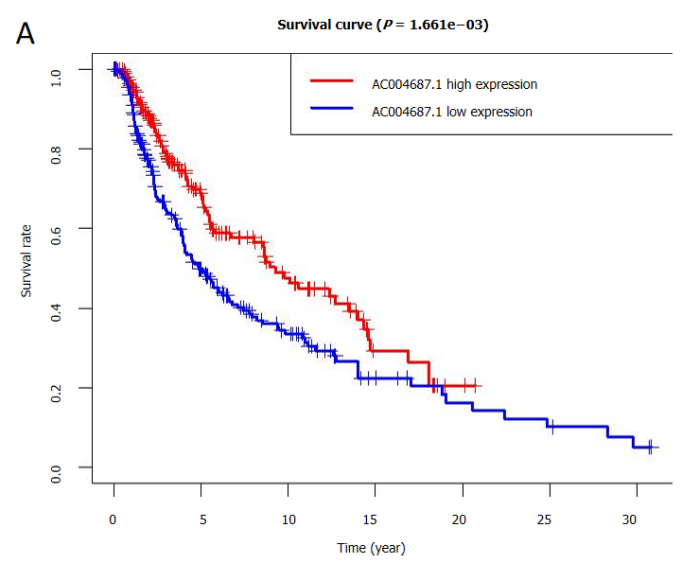 A
Survival curve (P = 1.661e−03)
AC004687.1 high expression
AC004687.1 low expression
Survival rate
1.0
0.8
0.6
0.4
0.2
0.0
0 5 10 15 20 25 30
Time (year)